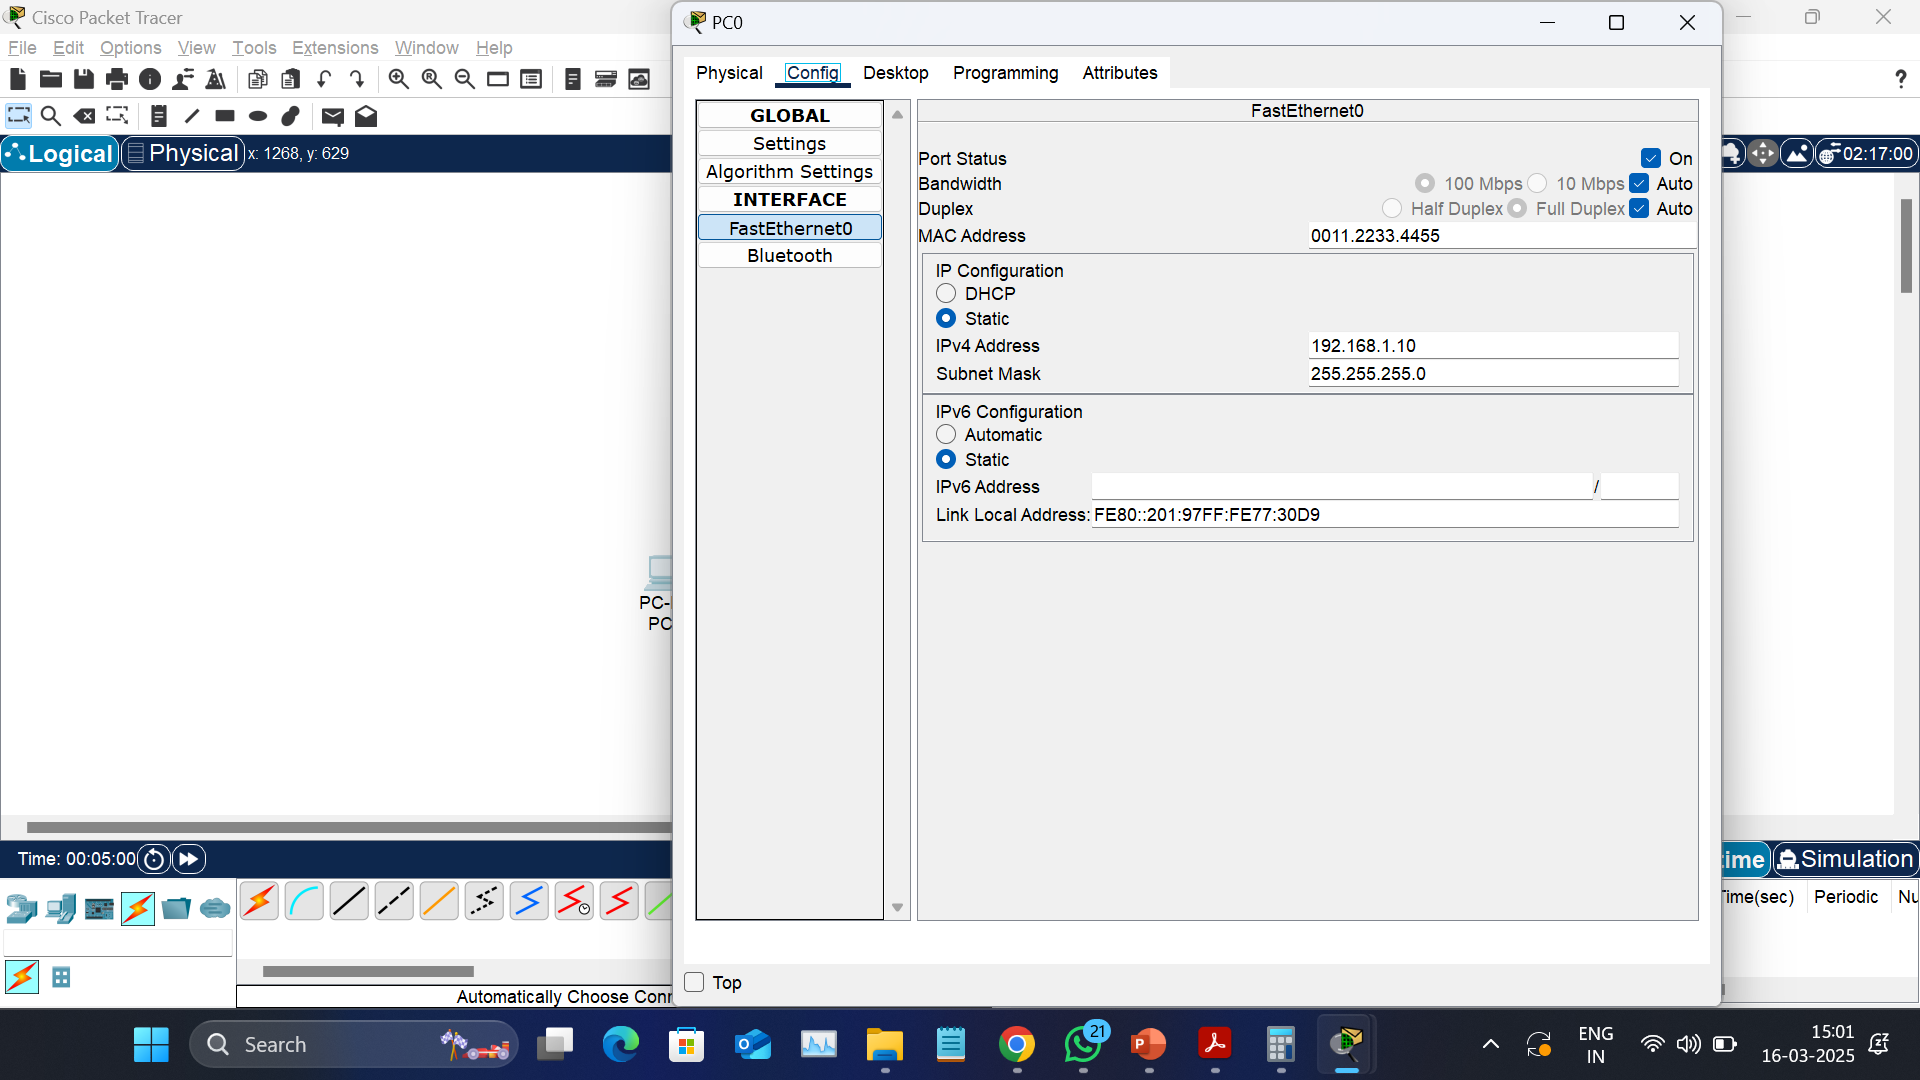 Cisco Packet Tracer
File Edit Options View Tools Extensions Window Help
Logical Physical x: 1268, y: 629
02:17:00
PC0
Physical Config Desktop Programming Attributes
GLOBAL
Settings
Algorithm Settings
INTERFACE
FastEthernet0
Bluetooth
FastEthernet0
Port Status On
Bandwidth 100 Mbps 10 Mbps Auto
Duplex Half Duplex Full Duplex Auto
MAC Address 0011.2233.4455
IP Configuration
DHCP
Static
IPv4 Address 192.168.1.10
Subnet Mask 255.255.255.0
IPv6 Configuration
Automatic
Static
IPv6 Address /
Link Local Address: FE80::201:97FF:FE77:30D9
Top
PC-
PC
Time: 00:05:00
ime Simulation
Time(sec) Periodic Nu
Automatically Choose Conn
Search
21
ENG
IN
15:01
16-03-2025